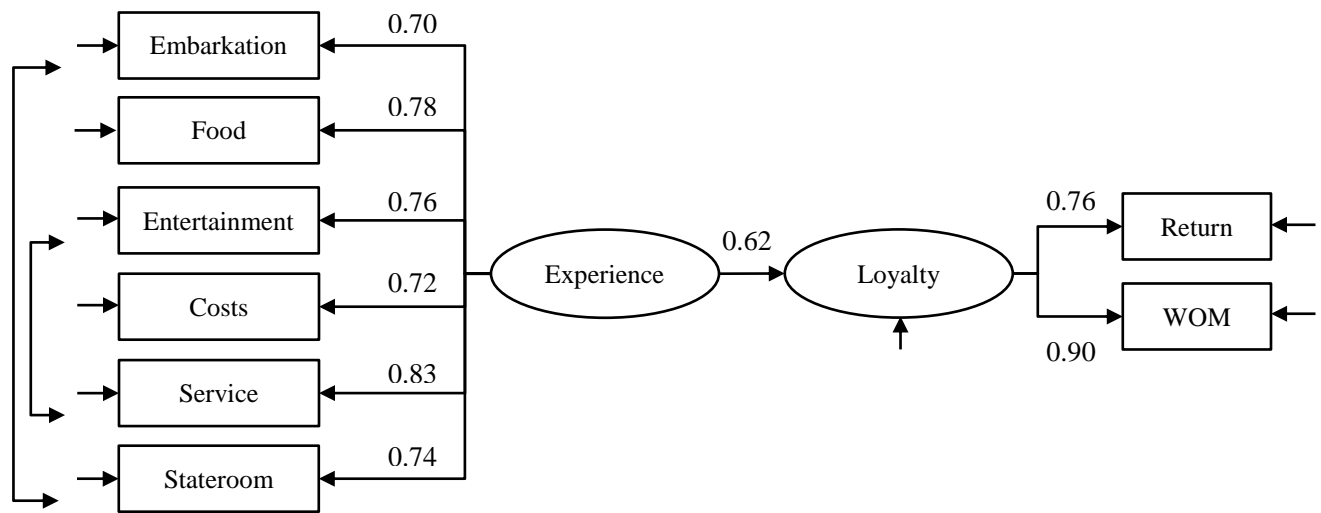 0.70
Embarkation
0.78
Food
0.76
Entertainment
0.76
Return
0.62
Experience
Loyalty
0.72
Costs
WOM
0.90
0.83
Service
0.74
Stateroom